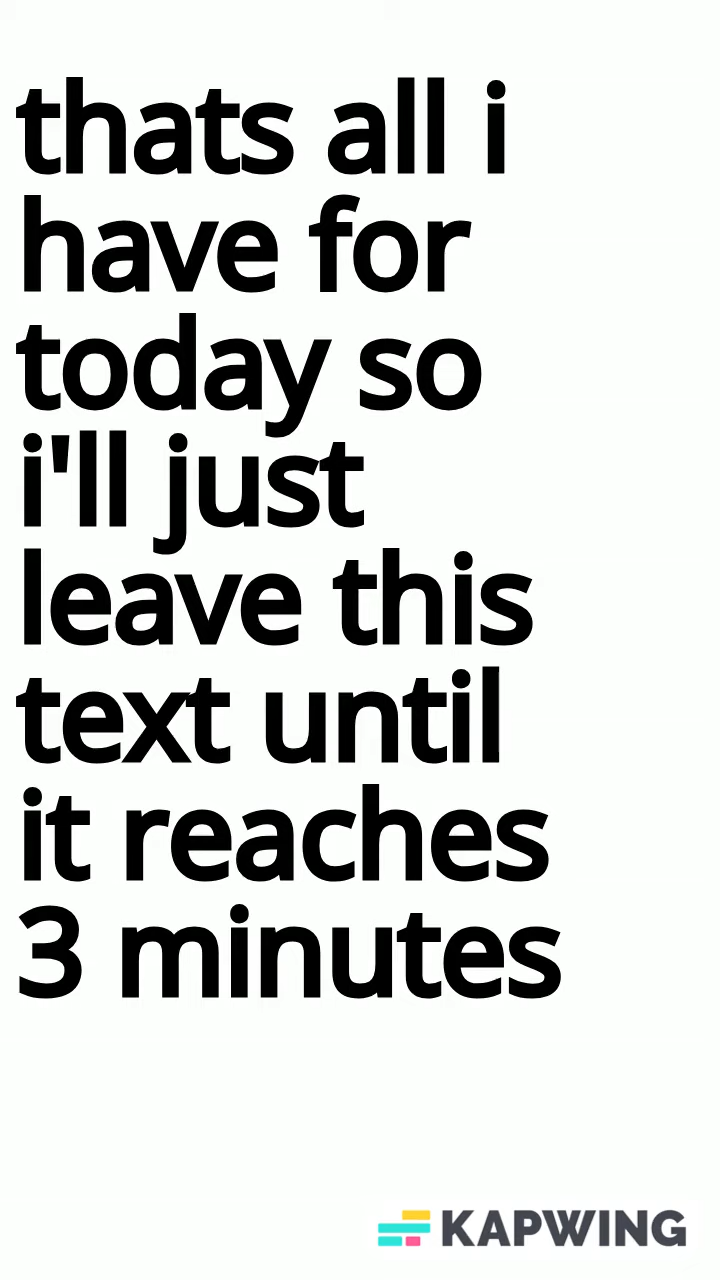 thats all i
have for
today so
i'll just
leave this
text until
it reaches
3 minutes
KAPWING